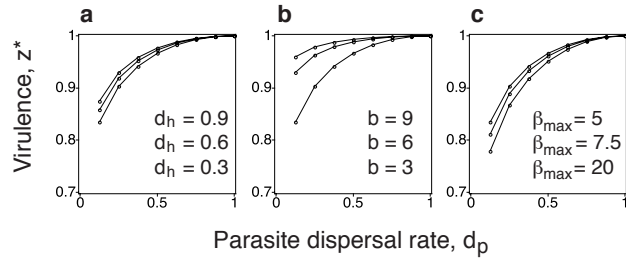 a b c
Virulence, z*
1 1 1
0.9 0.9 0.9
0.8 0.8 0.8
0.7 0.7 0.7
d_h = 0.9
d_h = 0.6
d_h = 0.3
b = 9
b = 6
b = 3
β_max = 5
β_max = 7.5
β_max = 20
0 0.5 1 0 0.5 1 0 0.5 1
Parasite dispersal rate, d_p